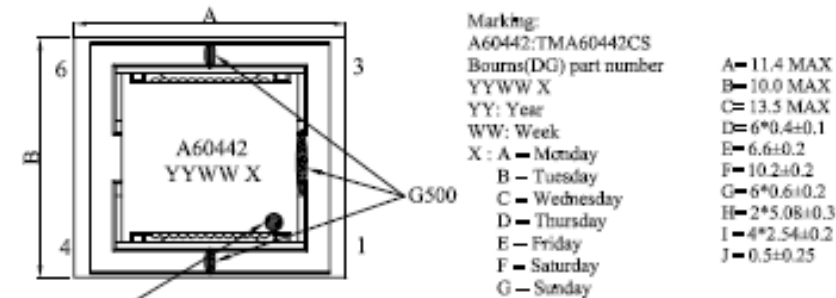 A
6
3
B
A60442
YYWW X
G500
4
1
Marking:
A60442:TMA60442CS
Bourns(DG) part number
YYWW X
YY: Year
WW: Week
X : A — Monday
B — Tuesday
C — Wednesday
D — Thursday
E — Friday
F — Saturday
G — Sunday
A= 11.4 MAX
B= 10.0 MAX
C= 13.5 MAX
D= 6*0.4±0.1
E= 6.6±0.2
F= 10.2±0.2
G= 6*0.6±0.2
H= 2*5.08±0.3
I = 4*2.54±0.2
J = 0.5±0.25